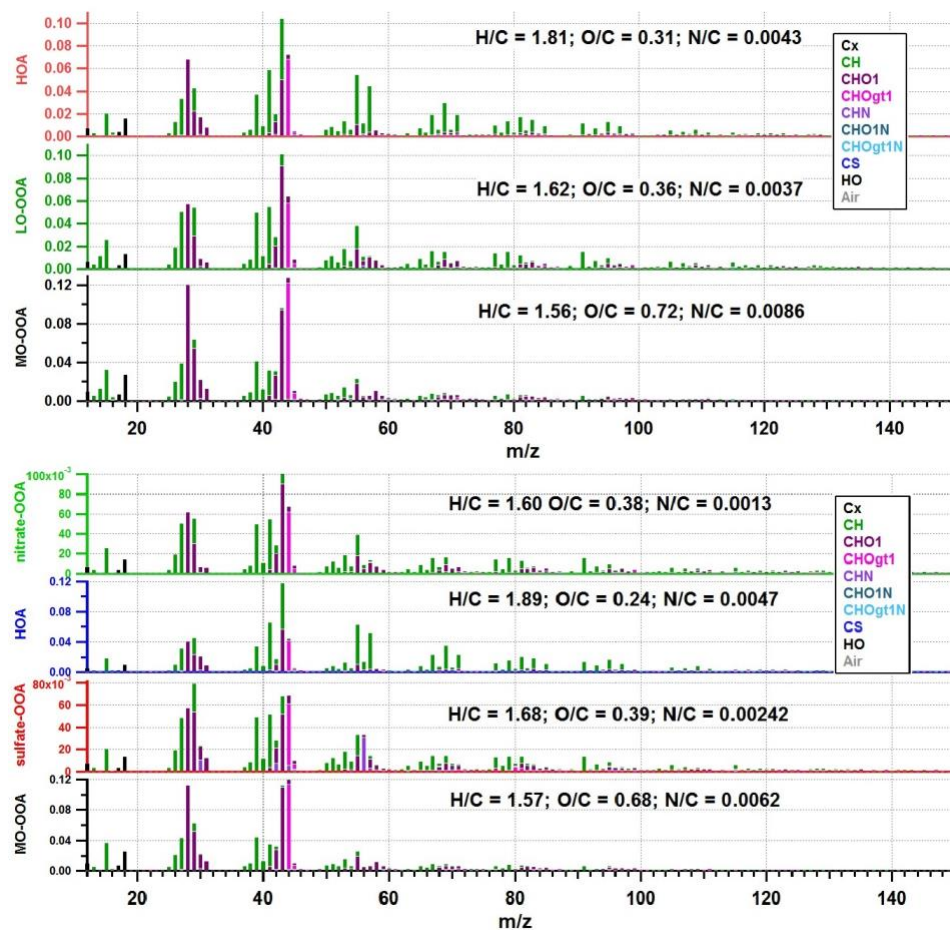 HOA
0.10
0.08
0.06
0.04
0.02
0.00
H/C = 1.81; O/C = 0.31; N/C = 0.0043
Cx
CH
CHO1
CHOgt1
CHN
CHO1N
CHOgt1N
CS
HO
Air
LO-OOA
0.10
0.08
0.06
0.04
0.02
0.00
H/C = 1.62; O/C = 0.36; N/C = 0.0037
MO-OOA
0.12
0.08
0.04
0.00
H/C = 1.56; O/C = 0.72; N/C = 0.0086
20 40 60 80 100 120 140
m/z
nitrate-OOA
100x10⁻³
80
60
40
20
0
H/C = 1.60 O/C = 0.38; N/C = 0.0013
Cx
CH
CHO1
CHOgt1
CHN
CHO1N
CHOgt1N
CS
HO
Air
HOA
0.12
0.08
0.04
0.00
H/C = 1.89; O/C = 0.24; N/C = 0.0047
sulfate-OOA
80x10⁻³
60
40
20
0
H/C = 1.68; O/C = 0.39; N/C = 0.00242
MO-OOA
0.12
0.08
0.04
0.00
H/C = 1.57; O/C = 0.68; N/C = 0.0062
20 40 60 80 100 120 140
m/z